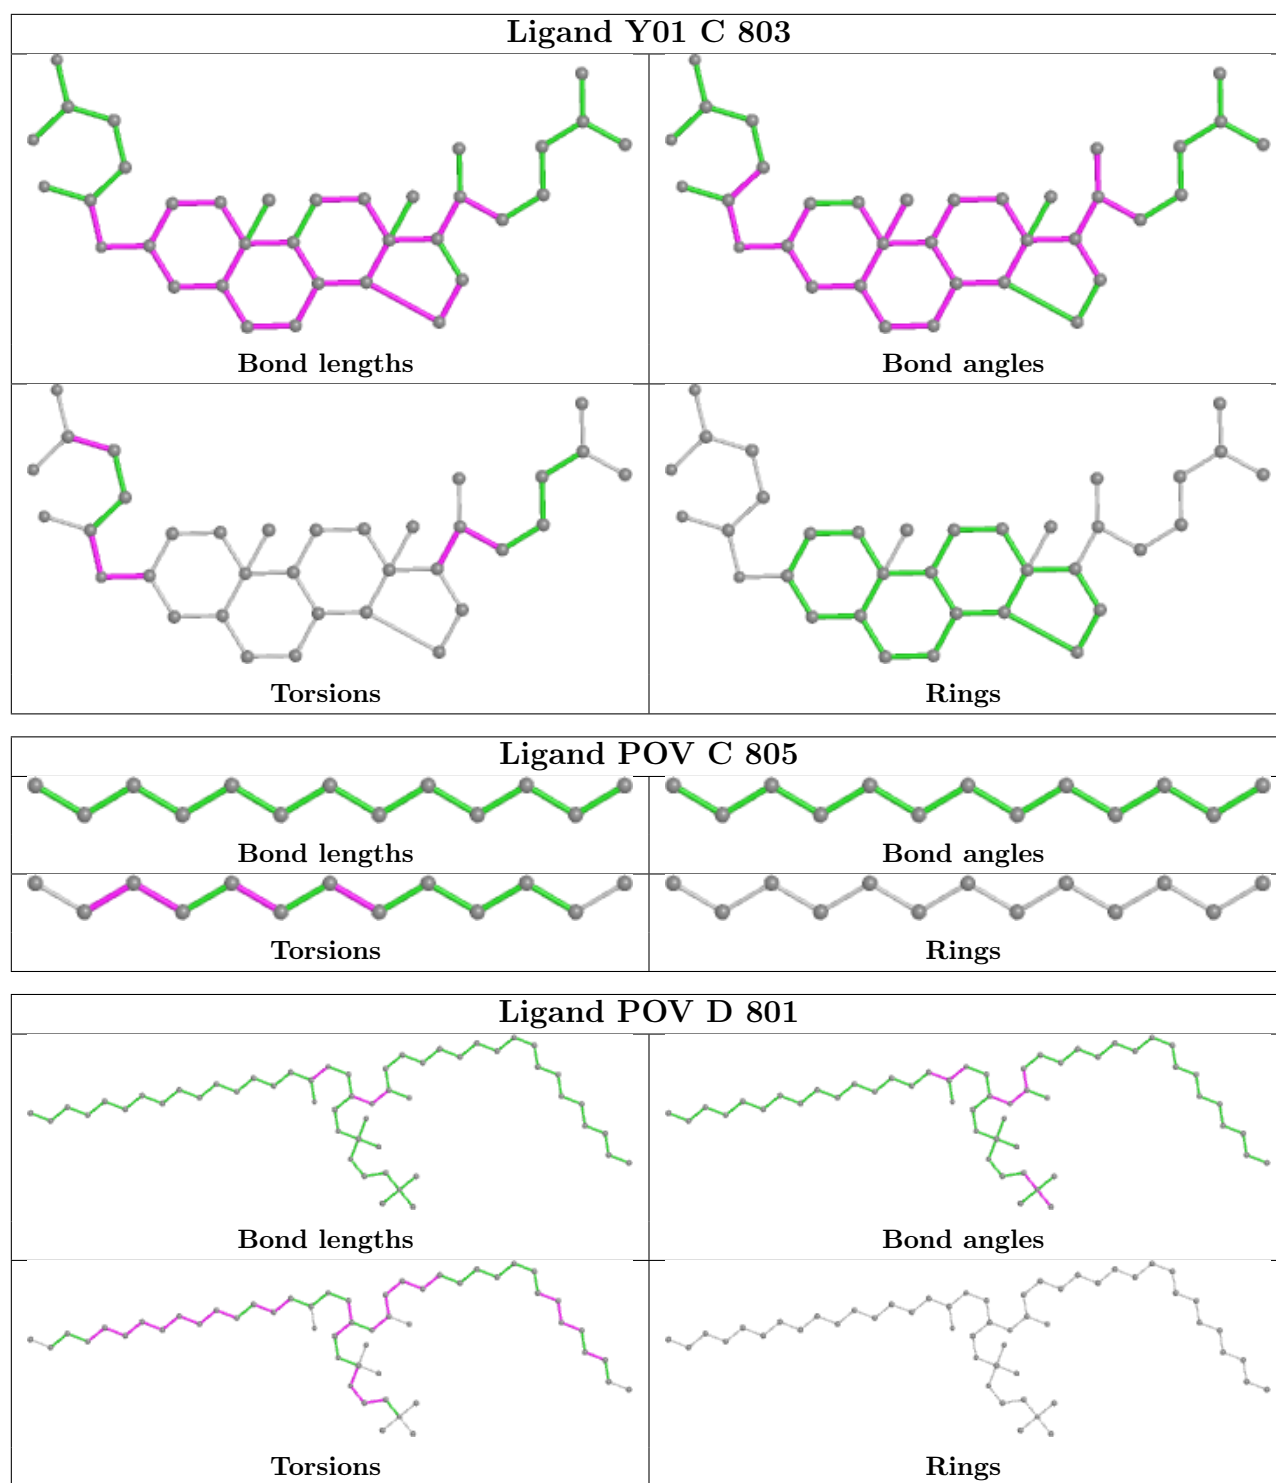 Ligand Y01 C 803
Bond lengths
Bond angles
Torsions
Rings
Ligand POV C 805
Bond lengths
Bond angles
Torsions
Rings
Ligand POV D 801
Bond lengths
Bond angles
Torsions
Rings